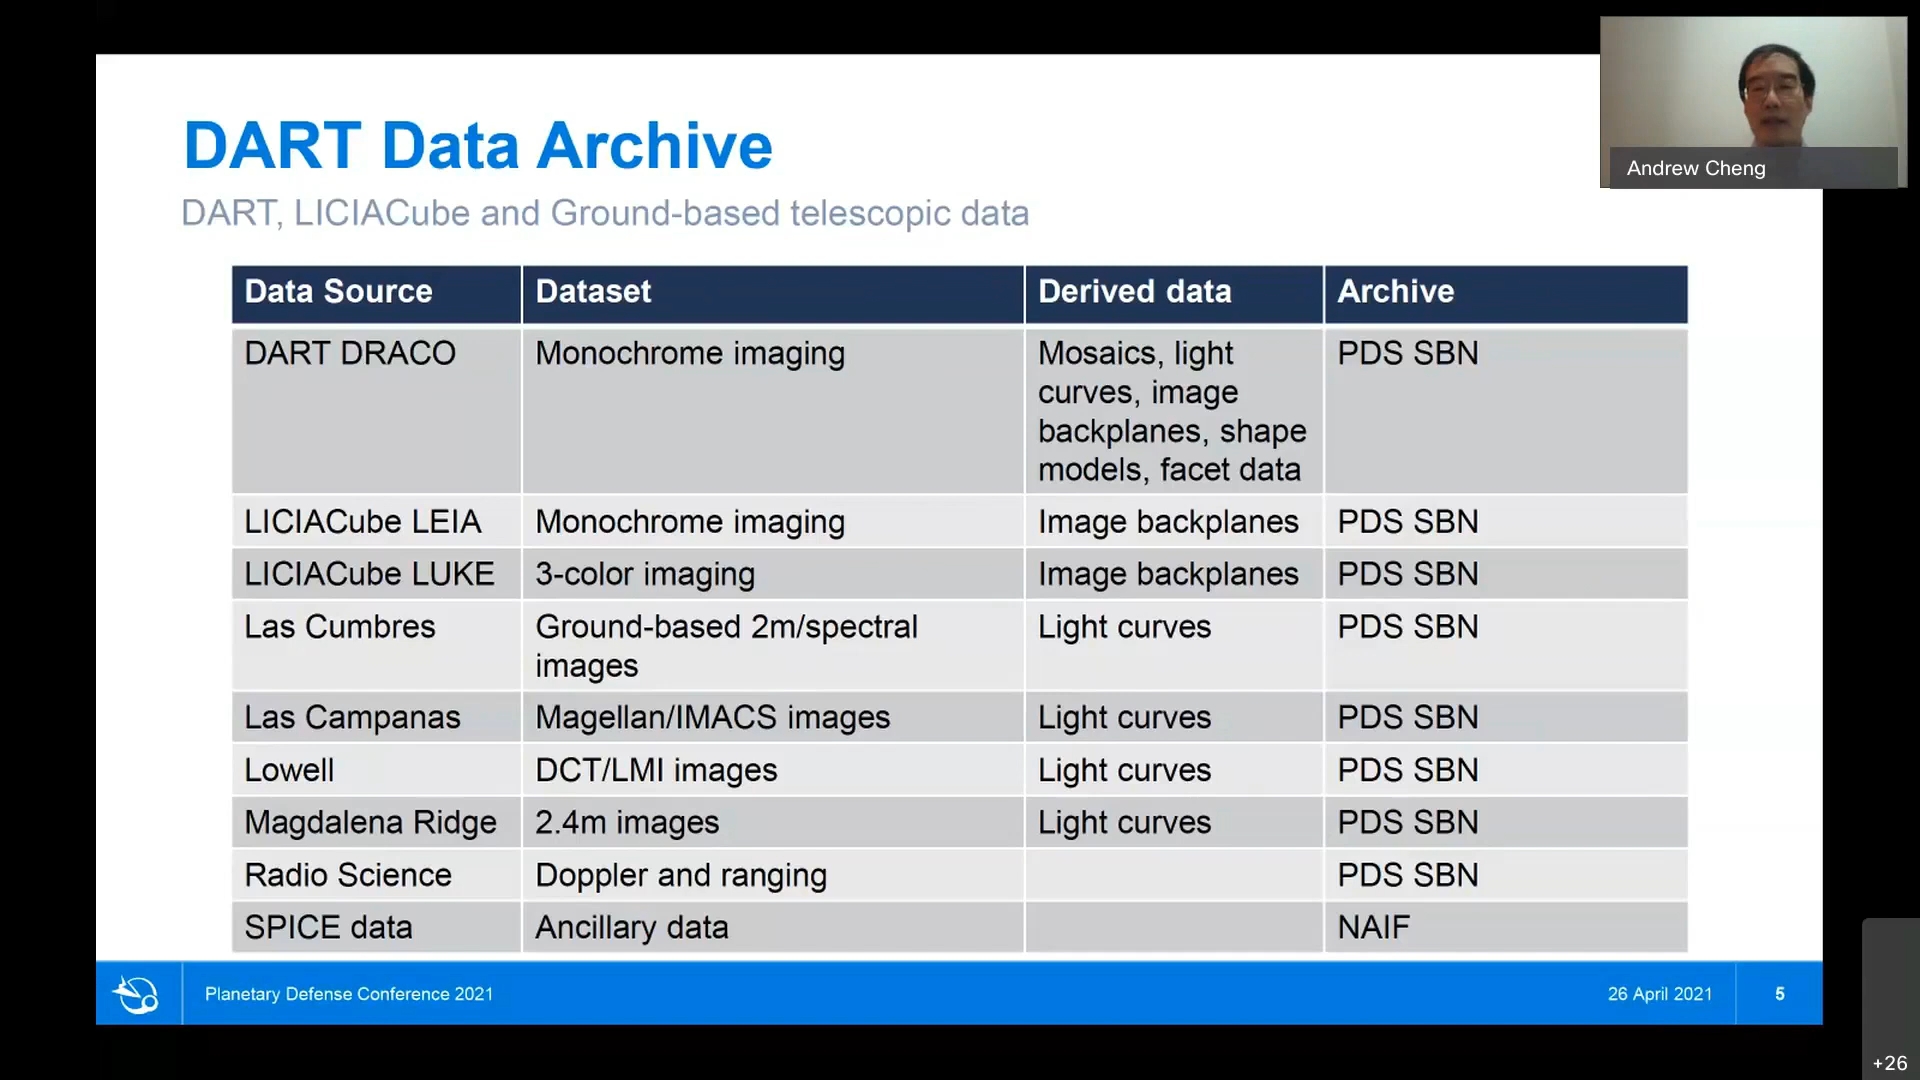 DART Data Archive
DART, LICIACube and Ground-based telescopic data
Andrew Cheng
Data Source Dataset Derived data Archive
DART DRACO Monochrome imaging Mosaics, light PDS SBN
curves, image
backplanes, shape
models, facet data
LICIACube LEIA Monochrome imaging Image backplanes PDS SBN
LICIACube LUKE 3-color imaging Image backplanes PDS SBN
Las Cumbres Ground-based 2m/spectral Light curves PDS SBN
images
Las Campanas Magellan/IMACS images Light curves PDS SBN
Lowell DCT/LMI images Light curves PDS SBN
Magdalena Ridge 2.4m images Light curves PDS SBN
Radio Science Doppler and ranging PDS SBN
SPICE data Ancillary data NAIF
Planetary Defense Conference 2021 26 April 2021 5
+26